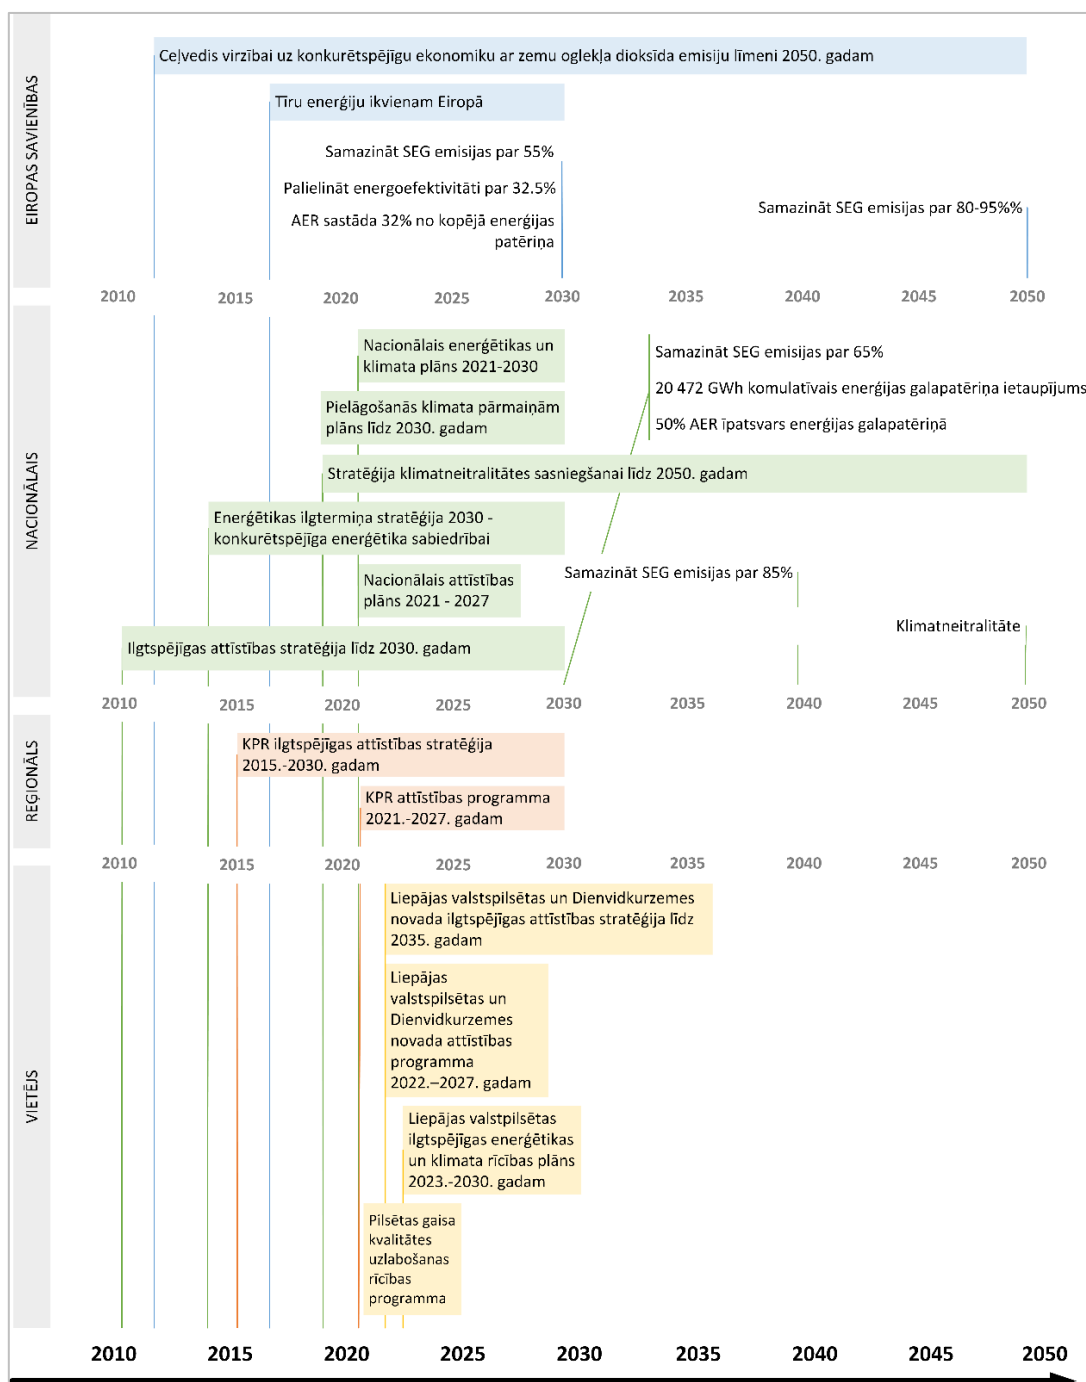 EIROPAS SAVIENĪBAS
Ceļvedis virzībai uz konkurētspējīgu ekonomiku ar zemu oglekļa dioksīda emisiju līmeni 2050. gadam
Tīru enerģiju ikvienam Eiropā
Samazināt SEG emisijas par 55%
Palielināt energoefektivitāti par 32.5%
AER sastāda 32% no kopējā enerģijas
patēriņa
Samazināt SEG emisijas par 80-95%%
2010 2015 2020 2025 2030 2035 2040 2045 2050
NACIONĀLAIS
Nacionālais enerģētikas un
klimata plāns 2021-2030
Samazināt SEG emisijas par 65%
20 472 GWh komulatīvais enerģijas galapatēriņa ietaupījums
50% AER īpatsvars enerģijas galapatēriņā
Pielāgošanās klimata pārmaiņām
plāns līdz 2030. gadam
Stratēģija klimatneitralitātes sasniegšanai līdz 2050. gadam
Enerģētikas ilgtermiņa stratēģija 2030 -
konkurētspējīga enerģētika sabiedrībai
Nacionālais attīstības
plāns 2021 - 2027
Samazināt SEG emisijas par 85%
Klimatneitralitāte
Ilgtspējīgas attīstības stratēģija līdz 2030. gadam
2010 2015 2020 2025 2030 2035 2040 2045 2050
REĢIONĀLS
KPR ilgtspējīgas attīstības stratēģija
2015.-2030. gadam
KPR attīstības programma
2021.-2027. gadam
2010 2015 2020 2025 2030 2035 2040 2045 2050
VIETĒJS
Liepājas valstspilsētas un Dienvidkurzemes
novada ilgtspējīgas attīstības stratēģija līdz
2035. gadam
Liepājas
valstspilsētas un
Dienvidkurzemes
novada attīstības
programma
2022.–2027. gadam
Liepājas valstpilsētas
ilgtspējīgas enerģētikas
un klimata rīcības plāns
2023.-2030. gadam
Pilsētas gaisa
kvalitātes
uzlabošanas
rīcības
programma
2010 2015 2020 2025 2030 2035 2040 2045 2050